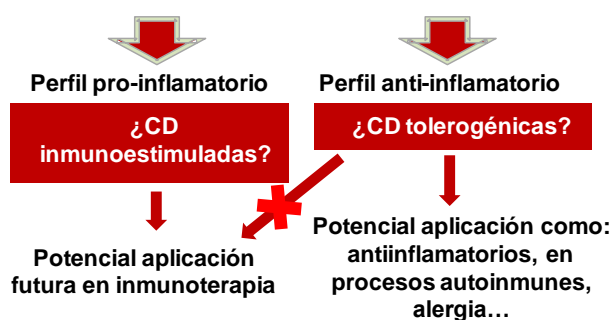 Perfil pro-inflamatorio
Perfil anti-inflamatorio
¿CD
inmunoestimuladas?
¿CD tolerogénicas?
Potencial aplicación
futura en inmunoterapia
Potencial aplicación como:
antiinflamatorios, en
procesos autoinmunes,
alergia...